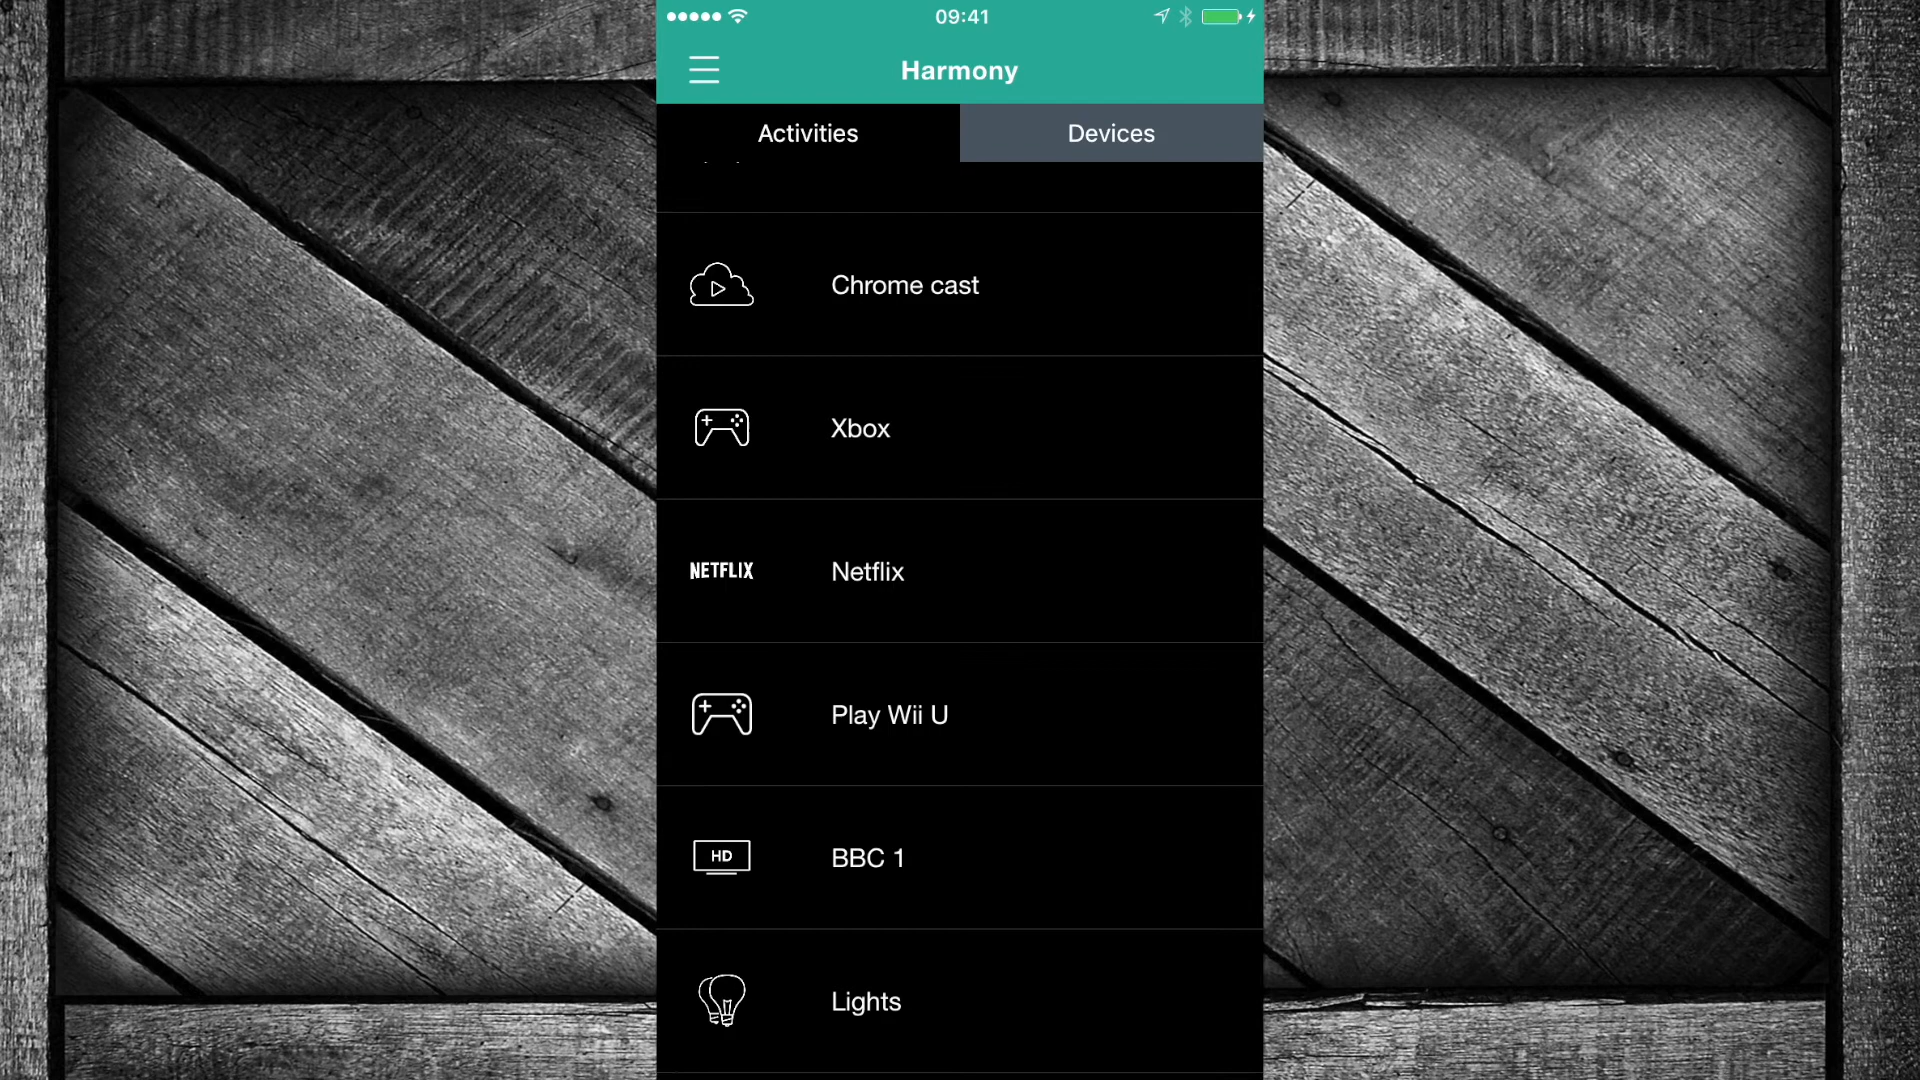 09:41
Harmony
Activities
Devices
Chrome cast
Xbox
NETFLIX
Netflix
Play Wii U
HD
BBC 1
Lights